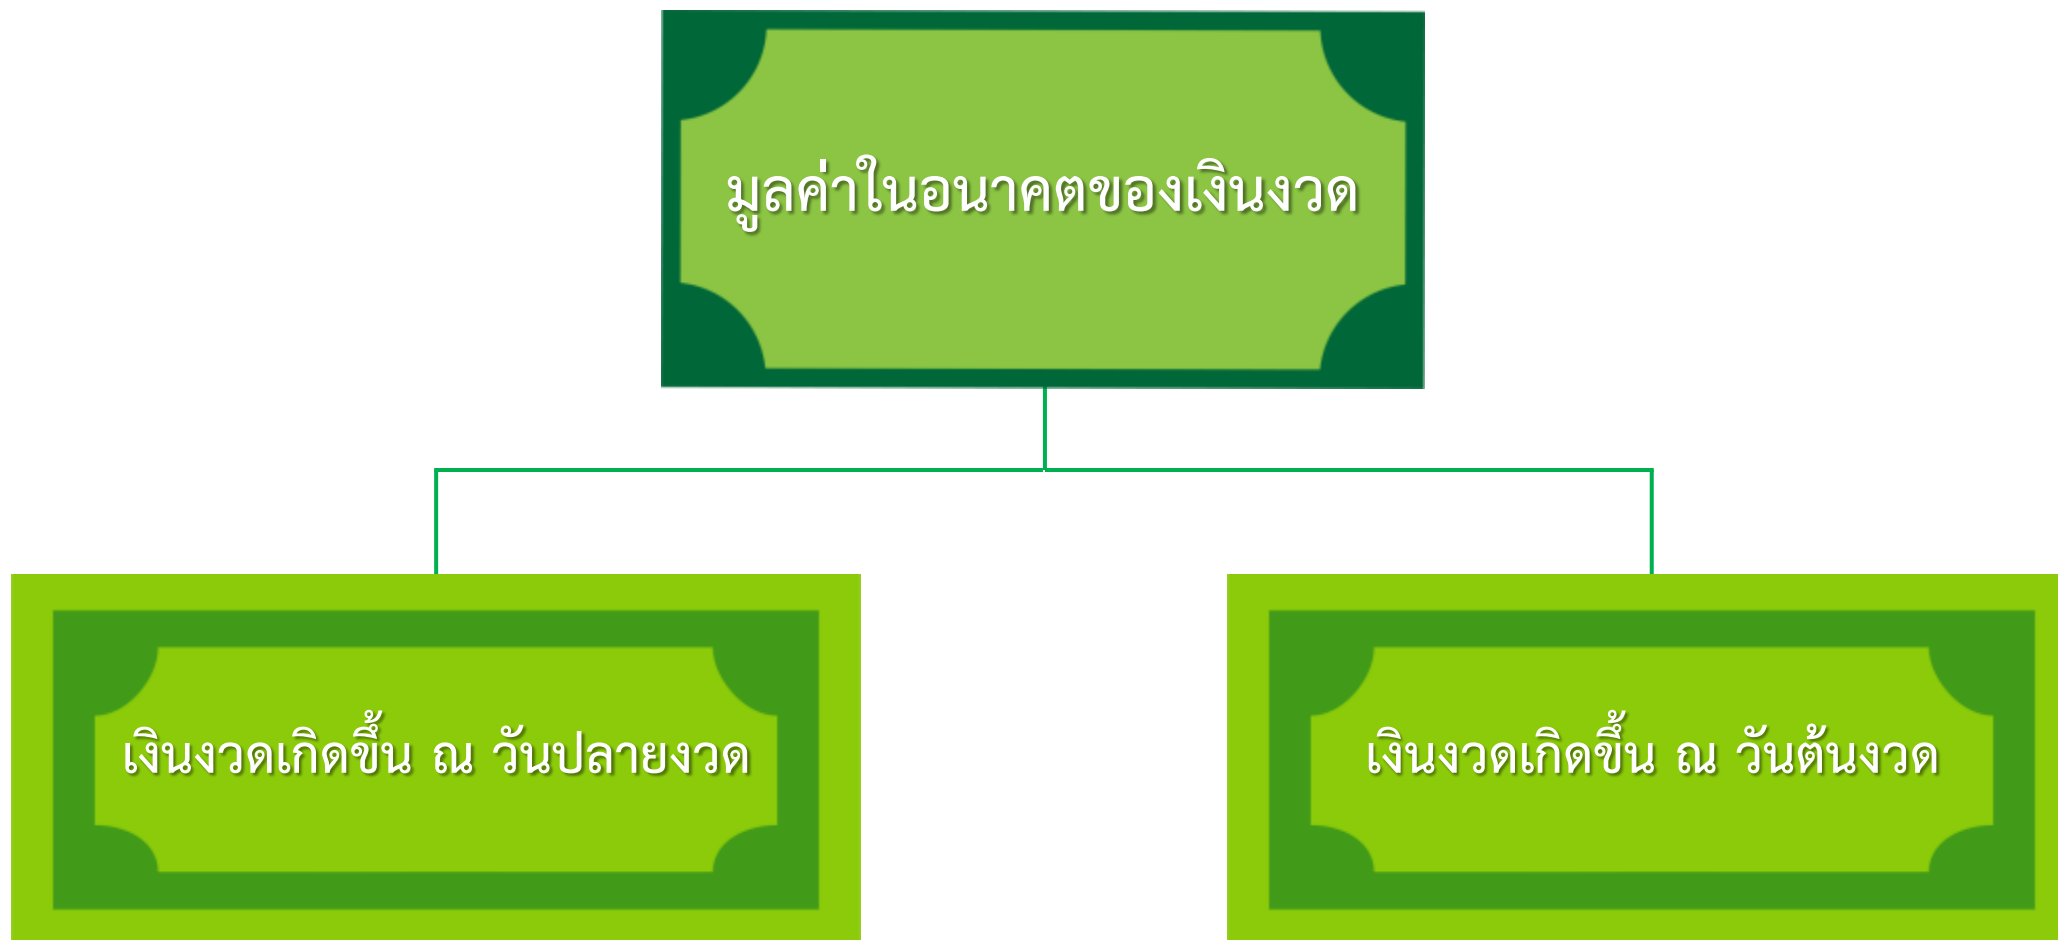 มูลค่าในอนาคตของเงินงวด
เงินงวดเกิดขึ้น ณ วันปลายงวด
เงินงวดเกิดขึ้น ณ วันต้นงวด